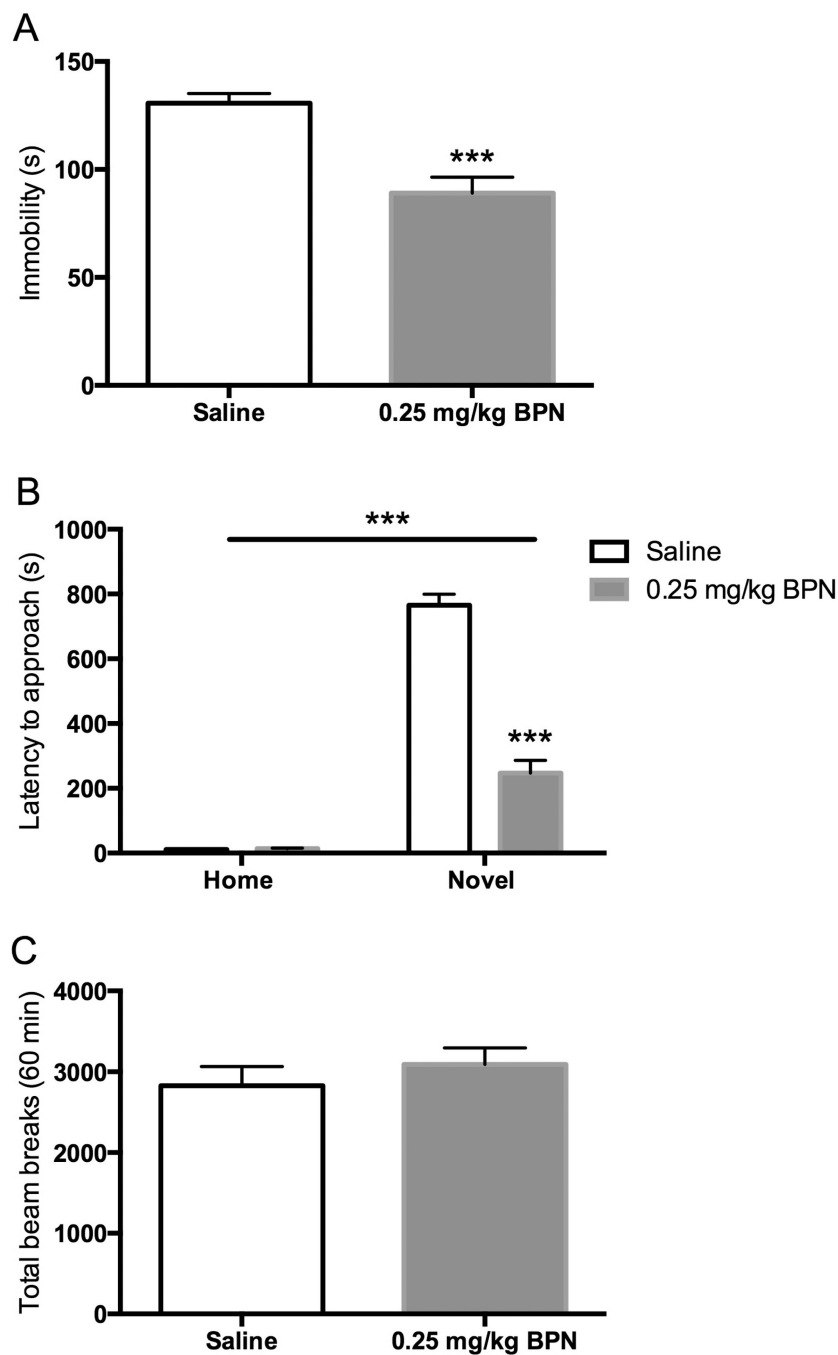 A
Immobility (s)
150
100
50
0
***
Saline
0.25 mg/kg BPN
B
Latency to approach (s)
1000
800
600
400
200
0
***
***
Home
Novel
Saline
0.25 mg/kg BPN
C
Total beam breaks (60 min)
4000
3000
2000
1000
0
Saline
0.25 mg/kg BPN